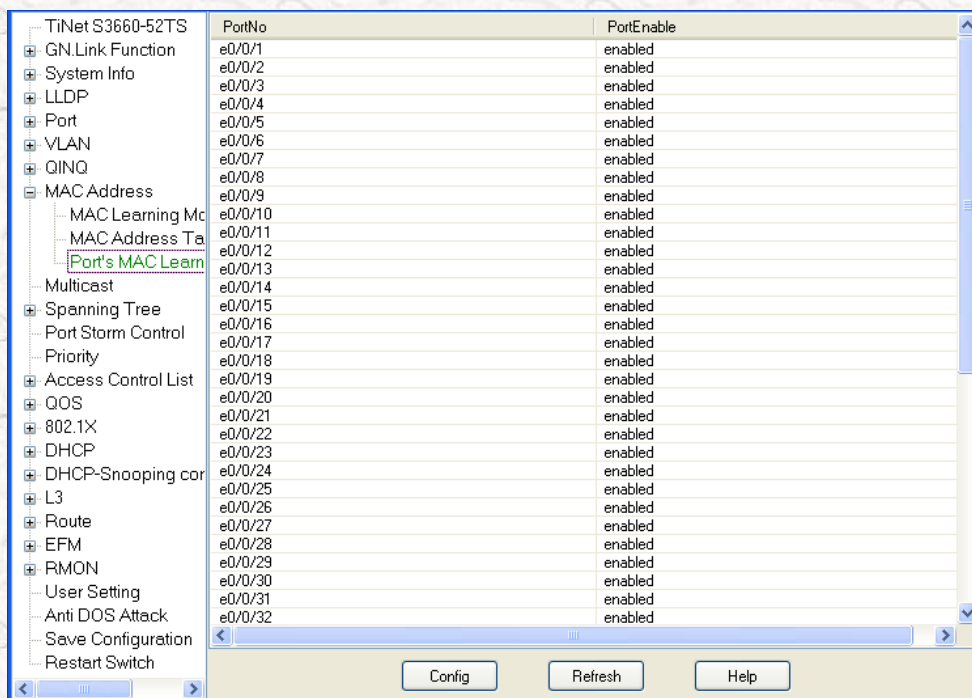 TiNet S3660-52TS
GN.Link Function
System Info
LLDP
Port
VLAN
QINQ
MAC Address
MAC Learning Mo
MAC Address Ta
Port's MAC Learn
Multicast
Spanning Tree
Port Storm Control
Priority
Access Control List
QOS
802.1X
DHCP
DHCP-Snooping cor
L3
Route
EFM
RMON
User Setting
Anti DOS Attack
Save Configuration
Restart Switch
PortNo PortEnable
e0/0/1 enabled
e0/0/2 enabled
e0/0/3 enabled
e0/0/4 enabled
e0/0/5 enabled
e0/0/6 enabled
e0/0/7 enabled
e0/0/8 enabled
e0/0/9 enabled
e0/0/10 enabled
e0/0/11 enabled
e0/0/12 enabled
e0/0/13 enabled
e0/0/14 enabled
e0/0/15 enabled
e0/0/16 enabled
e0/0/17 enabled
e0/0/18 enabled
e0/0/19 enabled
e0/0/20 enabled
e0/0/21 enabled
e0/0/22 enabled
e0/0/23 enabled
e0/0/24 enabled
e0/0/25 enabled
e0/0/26 enabled
e0/0/27 enabled
e0/0/28 enabled
e0/0/29 enabled
e0/0/30 enabled
e0/0/31 enabled
e0/0/32 enabled
Config Refresh Help